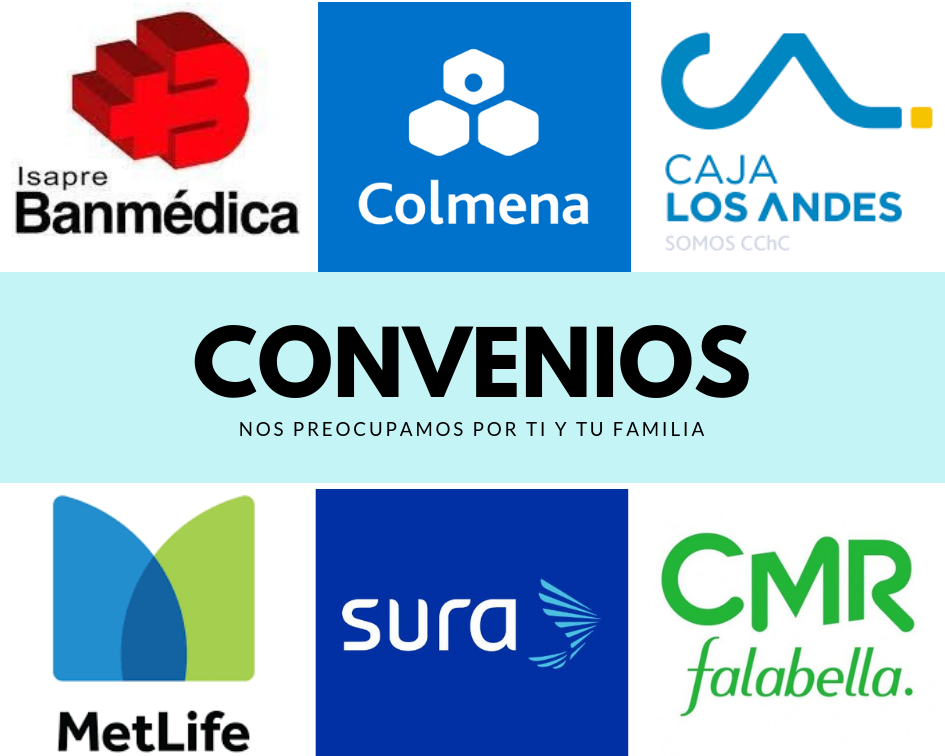 Isapre
Banmédica
Colmena
CAJA
LOS ANDES
SOMOS CChC
CONVENIOS
NOS PREOCUPAMOS POR TI Y TU FAMILIA
MetLife
sura
CMR
falabella.